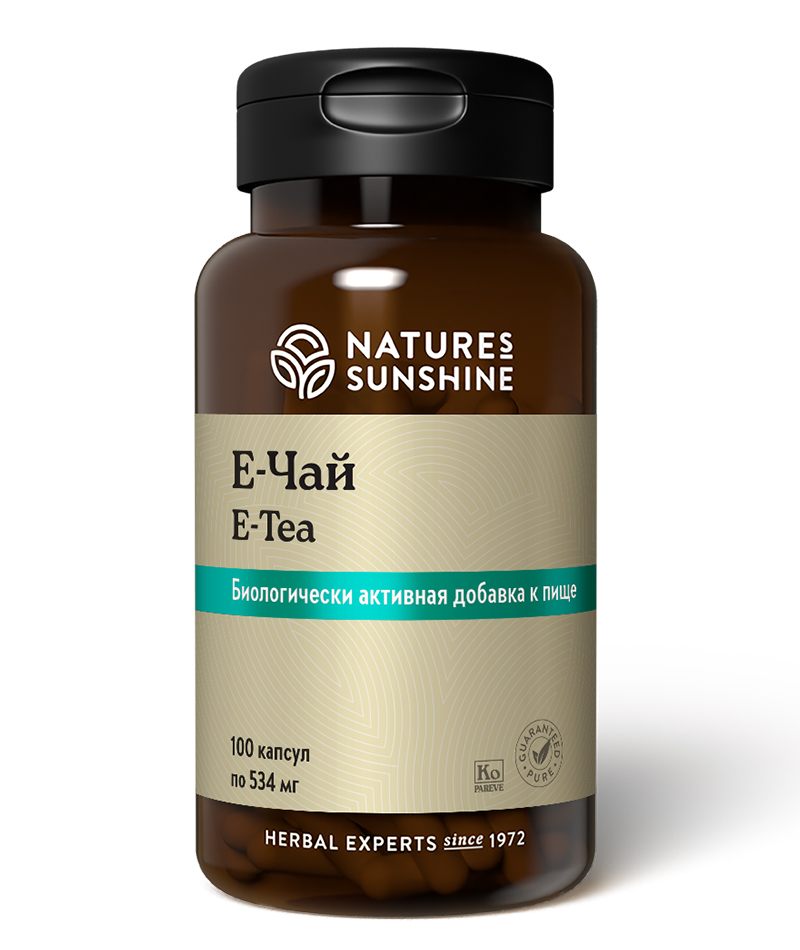 NATURES
SUNSHINE
Е-Чай
E-Tea
Биологически активная добавка к пище
100 капсул
по 534 мг
Ko
PAREVE
GUARANTEED
PURE
HERBAL EXPERTS since 1972